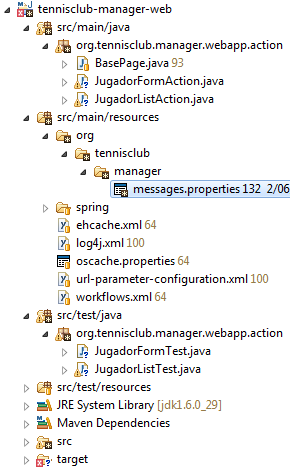 tennisclub-manager-web
src/main/java
org.tennisclub.manager.webapp.action
BasePage.java 93
JugadorFormAction.java
JugadorListAction.java
src/main/resources
org
tennisclub
manager
messages.properties 132 2/06
spring
ehcache.xml 64
log4j.xml 100
oscache.properties 64
url-parameter-configuration.xml 100
workflows.xml 64
src/test/java
org.tennisclub.manager.webapp.action
JugadorFormTest.java
JugadorListTest.java
src/test/resources
JRE System Library [jdk1.6.0_29]
Maven Dependencies
src
target